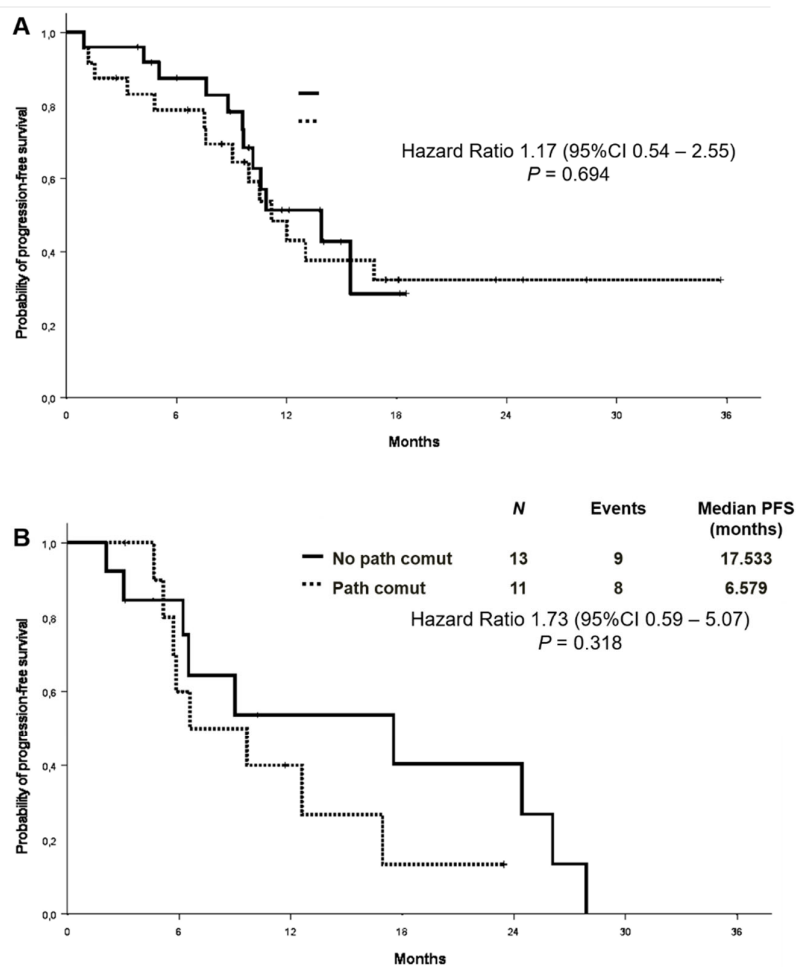 A
Probability of progression-free survival
1,0
0,8
0,6
0,4
0,2
0,0
Hazard Ratio 1.17 (95%CI 0.54 – 2.55)
P = 0.694
0 6 12 18 24 30 36
Months
B
N Events Median PFS
(months)
No path comut 13 9 17.533
Path comut 11 8 6.579
Hazard Ratio 1.73 (95%CI 0.59 – 5.07)
P = 0.318
Probability of progression-free survival
1,0
0,8
0,6
0,4
0,2
0,0
0 6 12 18 24 30 36
Months